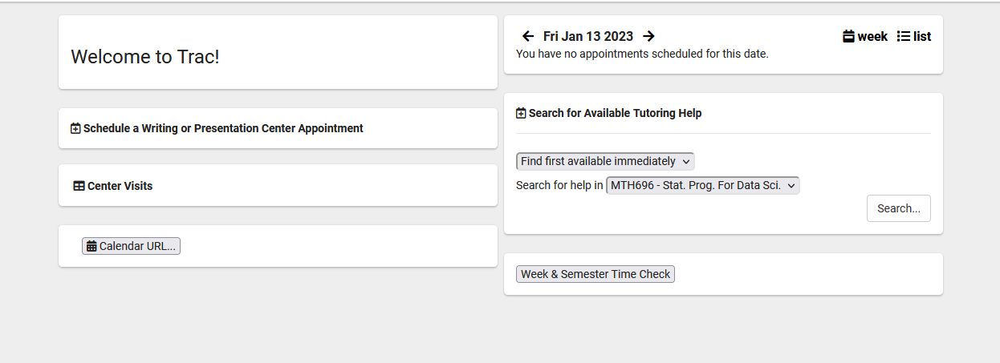 Welcome to Trac!
Schedule a Writing or Presentation Center Appointment
Center Visits
Calendar URL...
Fri Jan 13 2023
week
list
You have no appointments scheduled for this date.
Search for Available Tutoring Help
Find first available immediately
Search for help in MTH696 - Stat. Prog. For Data Sci.
Search...
Week & Semester Time Check